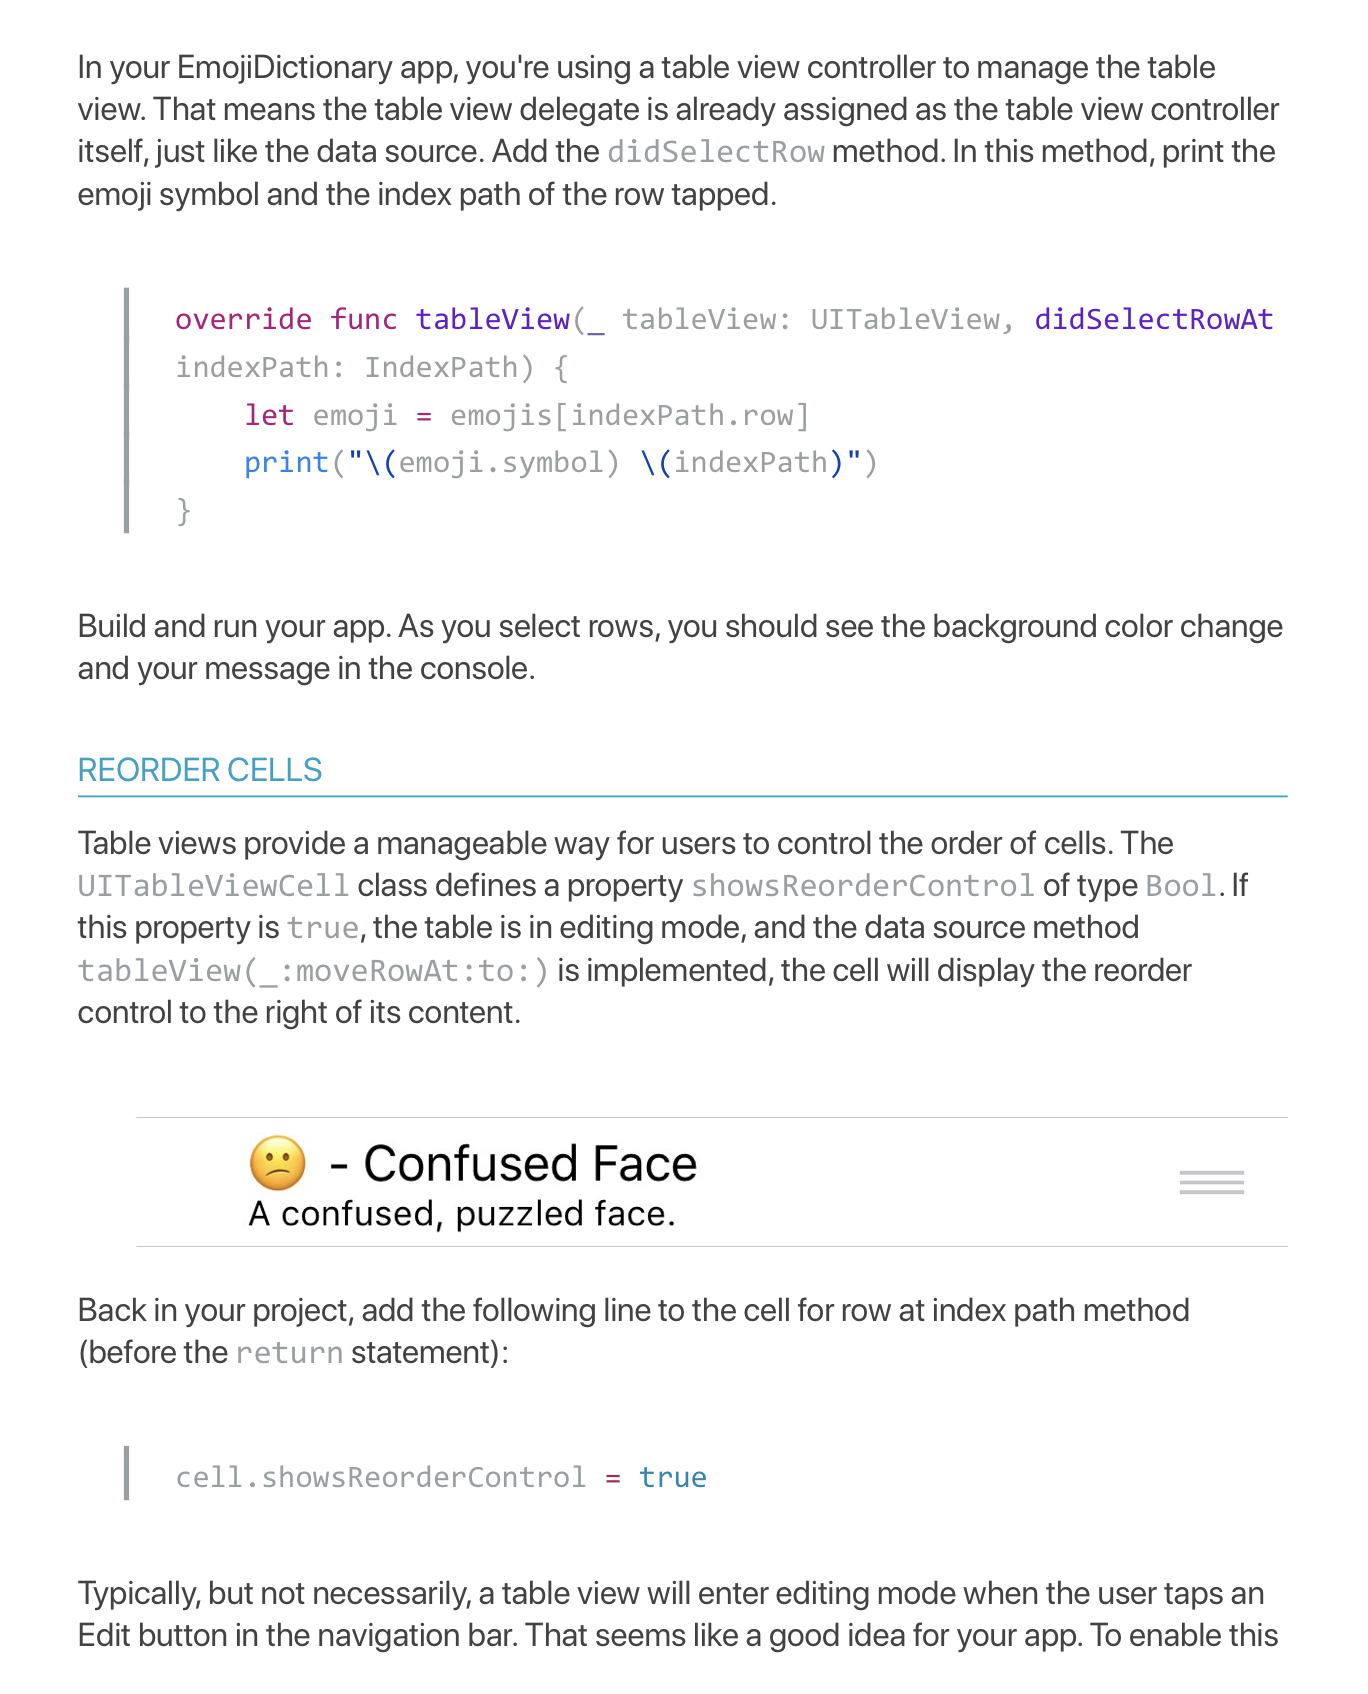 In your EmojiDictionary app, you're using a table view controller to manage the table
view. That means the table view delegate is already assigned as the table view controller
itself, just like the data source. Add the didSelectRow method. In this method, print the
emoji symbol and the index path of the row tapped.
override func tableView(_ tableView: UITableView, didSelectRowAt
indexPath: IndexPath) {
    let emoji = emojis[indexPath.row]
    print("\(emoji.symbol) \(indexPath)")
}
Build and run your app. As you select rows, you should see the background color change
and your message in the console.
REORDER CELLS
Table views provide a manageable way for users to control the order of cells. The
UITableViewCell class defines a property showsReorderControl of type Bool. If
this property is true, the table is in editing mode, and the data source method
tableView(_:moveRowAt:to:) is implemented, the cell will display the reorder
control to the right of its content.
😕 - Confused Face
A confused, puzzled face.
Back in your project, add the following line to the cell for row at index path method
(before the return statement):
cell.showsReorderControl = true
Typically, but not necessarily, a table view will enter editing mode when the user taps an
Edit button in the navigation bar. That seems like a good idea for your app. To enable this